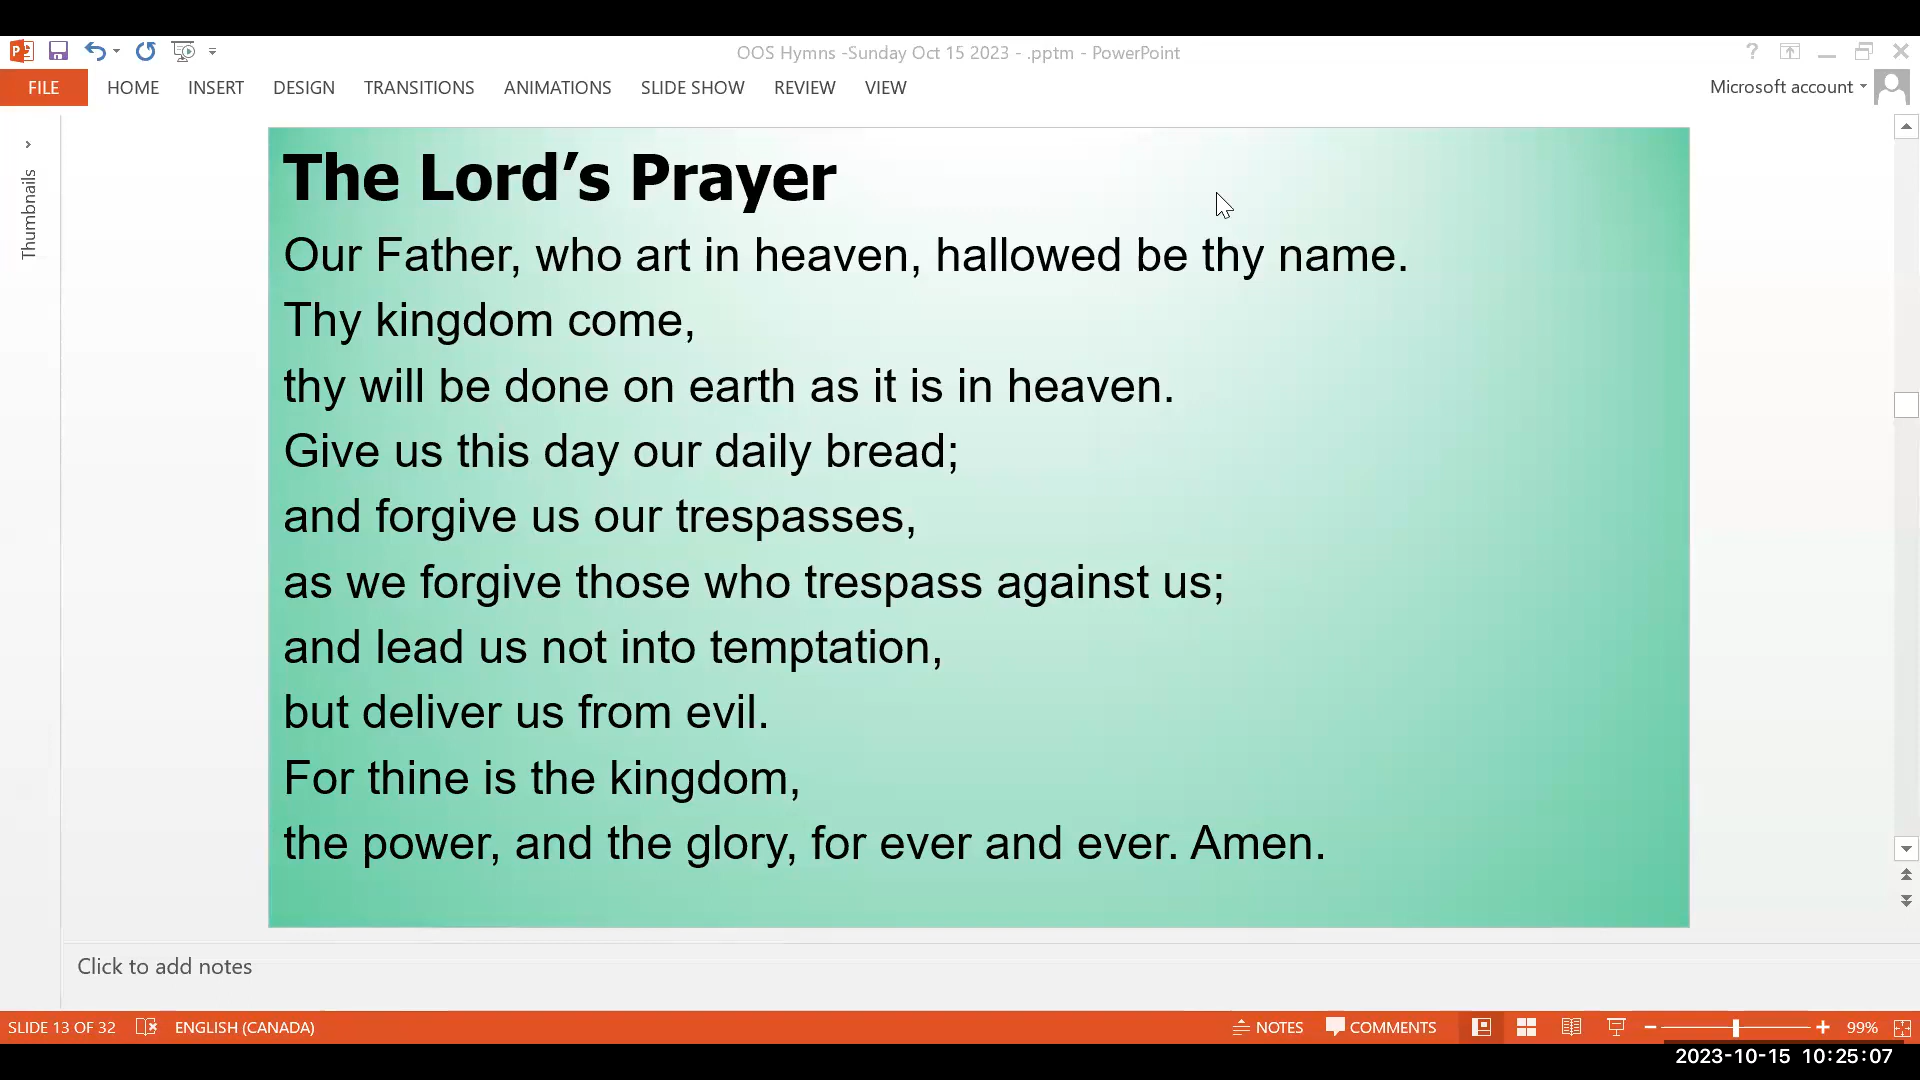 OOS Hymns -Sunday Oct 15 2023 - .pptm - PowerPoint
FILE HOME INSERT DESIGN TRANSITIONS ANIMATIONS SLIDE SHOW REVIEW VIEW Microsoft account
Thumbnails
The Lord’s Prayer
Our Father, who art in heaven, hallowed be thy name.
Thy kingdom come,
thy will be done on earth as it is in heaven.
Give us this day our daily bread;
and forgive us our trespasses,
as we forgive those who trespass against us;
and lead us not into temptation,
but deliver us from evil.
For thine is the kingdom,
the power, and the glory, for ever and ever. Amen.
Click to add notes
SLIDE 13 OF 32 ENGLISH (CANADA) NOTES COMMENTS 99%
2023-10-15 10:25:07